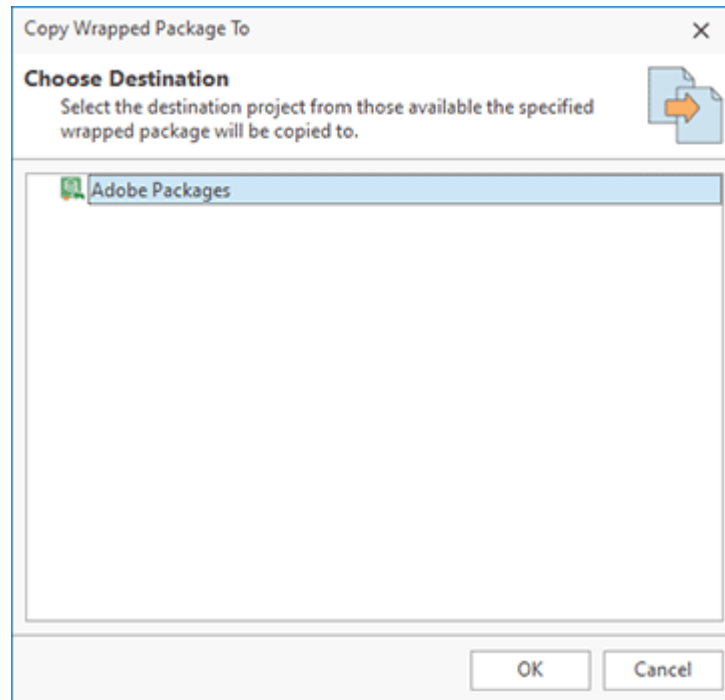 Copy Wrapped Package To
Choose Destination
Select the destination project from those available the specified
wrapped package will be copied to.
Adobe Packages
OK
Cancel